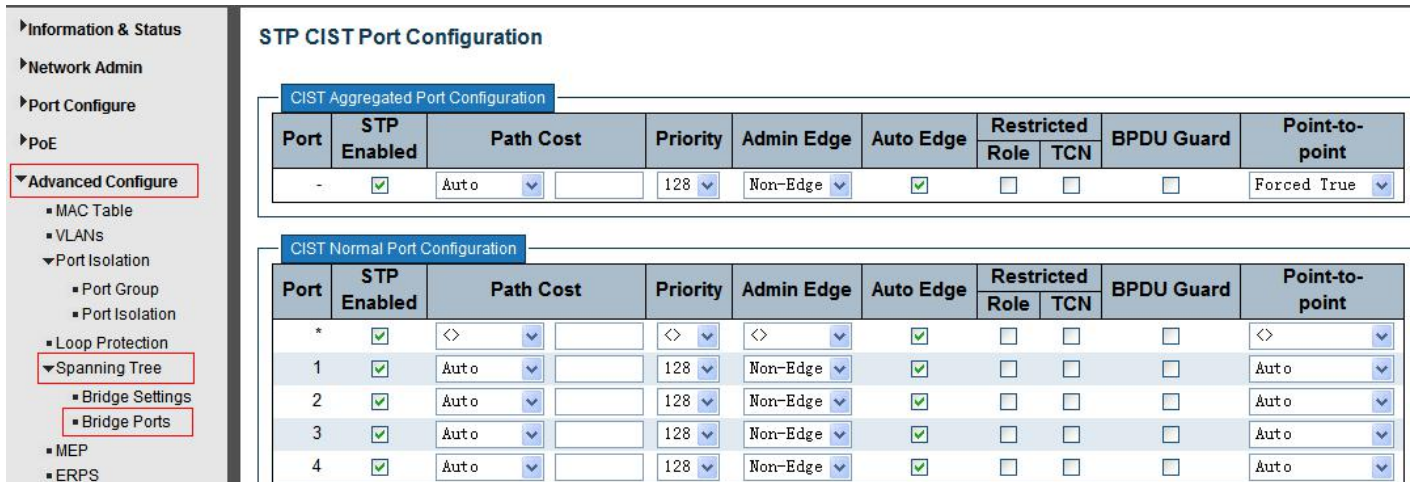 Information & Status
Network Admin
Port Configure
PoE
Advanced Configure
MAC Table
VLANs
Port Isolation
Port Group
Port Isolation
Loop Protection
Spanning Tree
Bridge Settings
Bridge Ports
MEP
ERPS
STP CIST Port Configuration
CIST Aggregated Port Configuration
Port STP Enabled Path Cost Priority Admin Edge Auto Edge Restricted Role TCN BPDU Guard Point-to-point
- Auto 128 Non-Edge Forced True
CIST Normal Port Configuration
Port STP Enabled Path Cost Priority Admin Edge Auto Edge Restricted Role TCN BPDU Guard Point-to-point
* <> <> <> <>
1 Auto 128 Non-Edge Auto
2 Auto 128 Non-Edge Auto
3 Auto 128 Non-Edge Auto
4 Auto 128 Non-Edge Auto